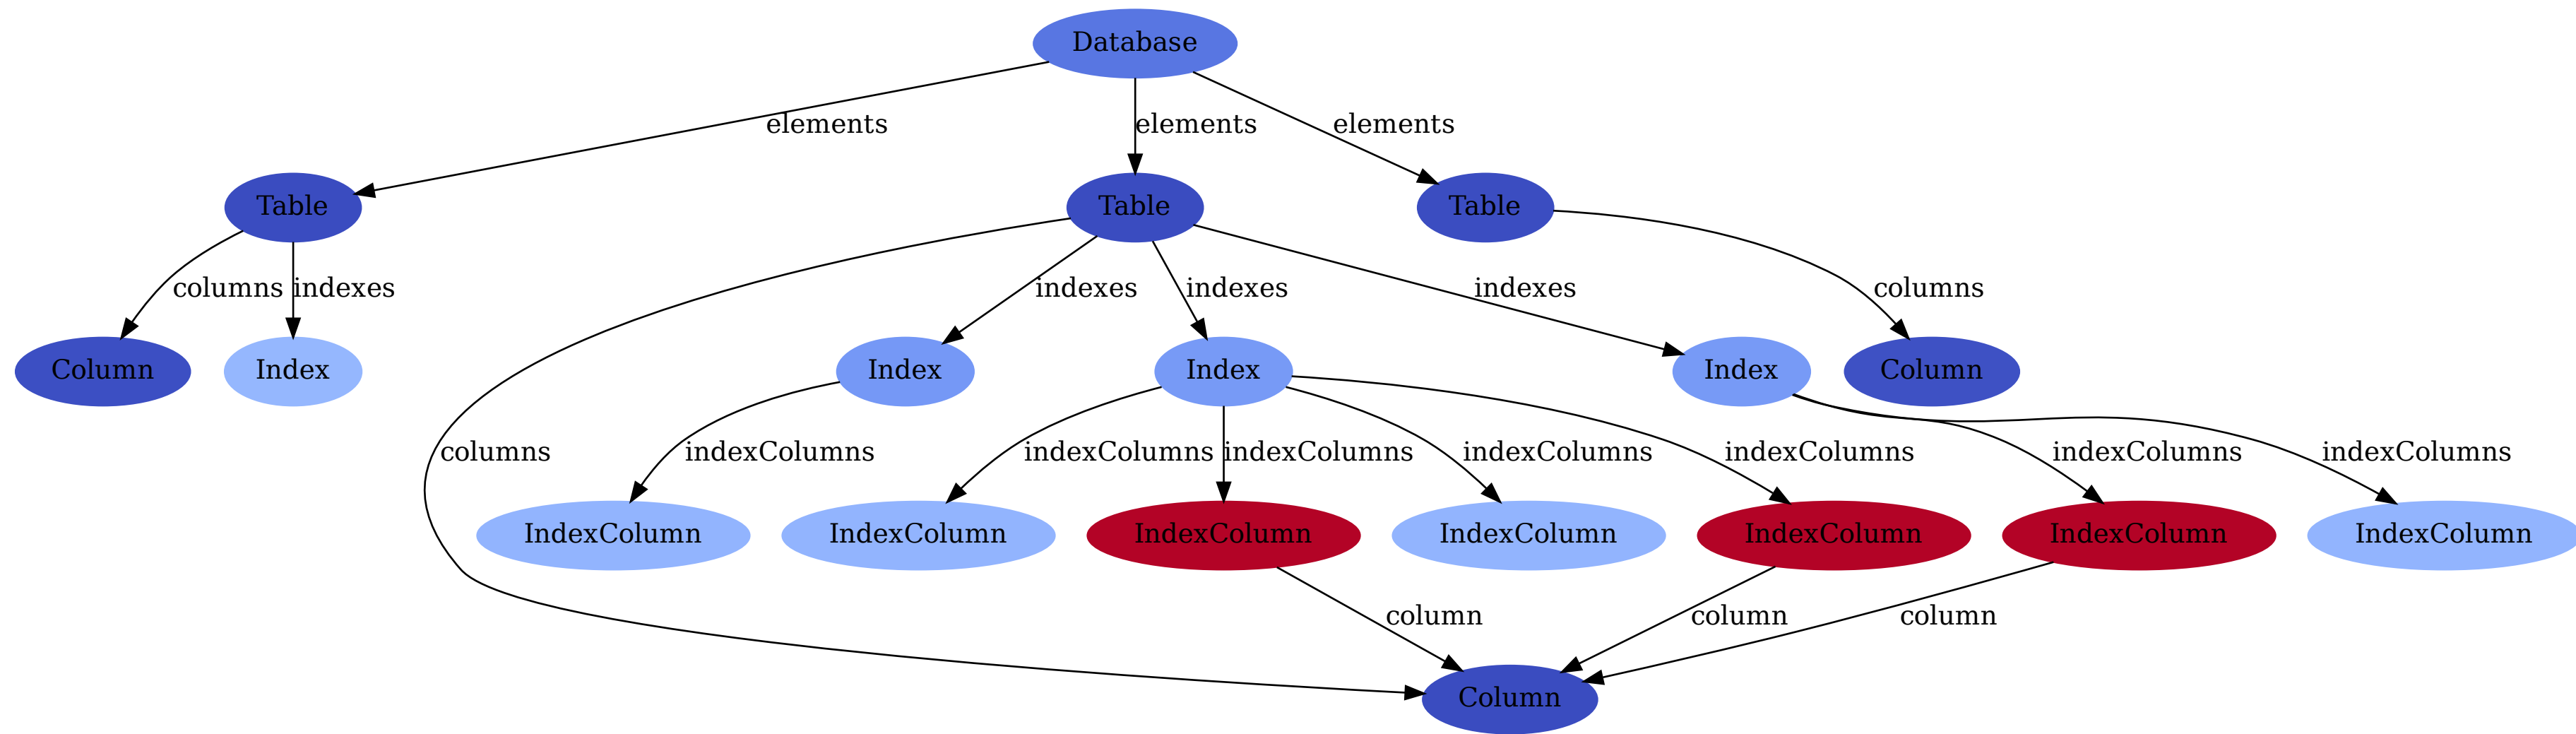 Database
elements
elements
elements
Table
Table
Table
columns
indexes
indexes
indexes
indexes
columns
Column
Index
Index
Index
Index
Column
columns
indexColumns
indexColumns
indexColumns
indexColumns
indexColumns
indexColumns
indexColumns
IndexColumn
IndexColumn
IndexColumn
IndexColumn
IndexColumn
IndexColumn
IndexColumn
column
column
column
Column